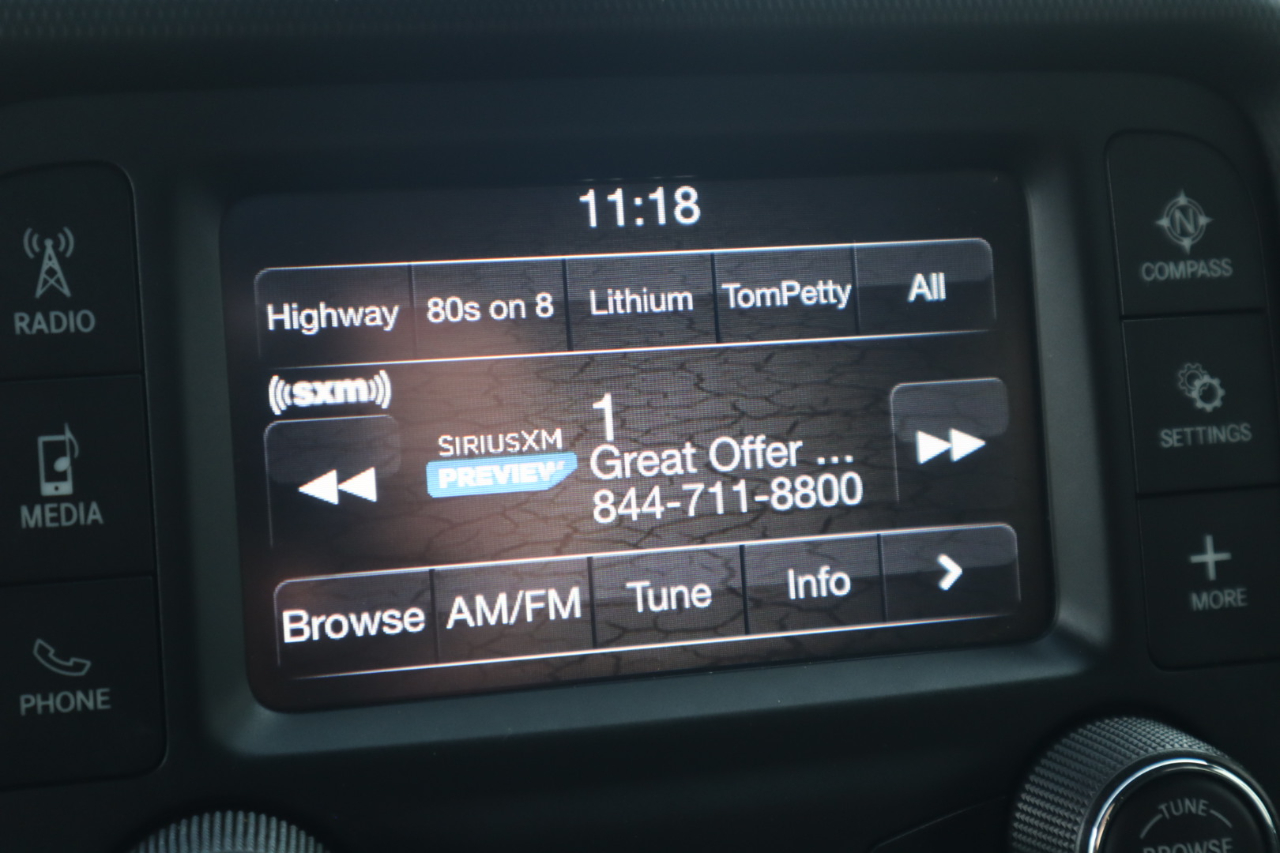 11:18
Highway 80s on 8 Lithium TomPetty All
((sxm))
1
SIRIUSXM
PREVIEW
Great Offer ...
844-711-8800
Browse AM/FM Tune Info
RADIO
MEDIA
PHONE
N
COMPASS
SETTINGS
MORE
TUNE
BROWSE